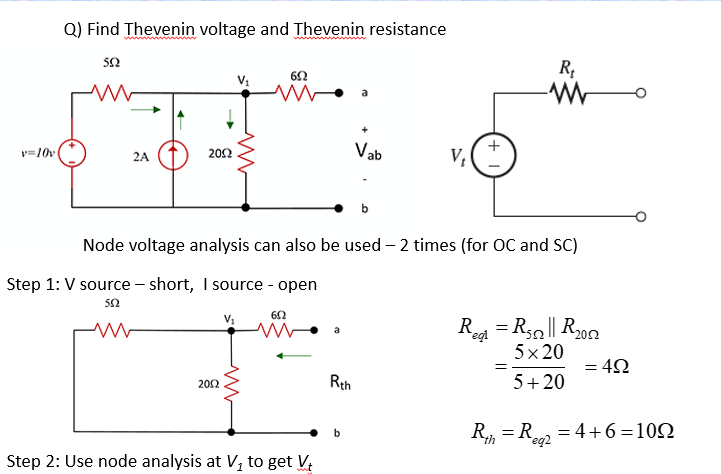 Q) Find Thevenin voltage and Thevenin resistance
5Ω
V₁
6Ω
a
v=10v
+
2A
20Ω
+
Vab
-
b
Rₜ
Vₜ
+
Node voltage analysis can also be used – 2 times (for OC and SC)
Step 1: V source – short, I source - open
5Ω
V₁
6Ω
a
20Ω
Rth
b
Req1 = R5Ω || R20Ω
= 5×20 / 5+20 = 4Ω
Rth = Req2 = 4+6=10Ω
Step 2: Use node analysis at V₁ to get Vₜ